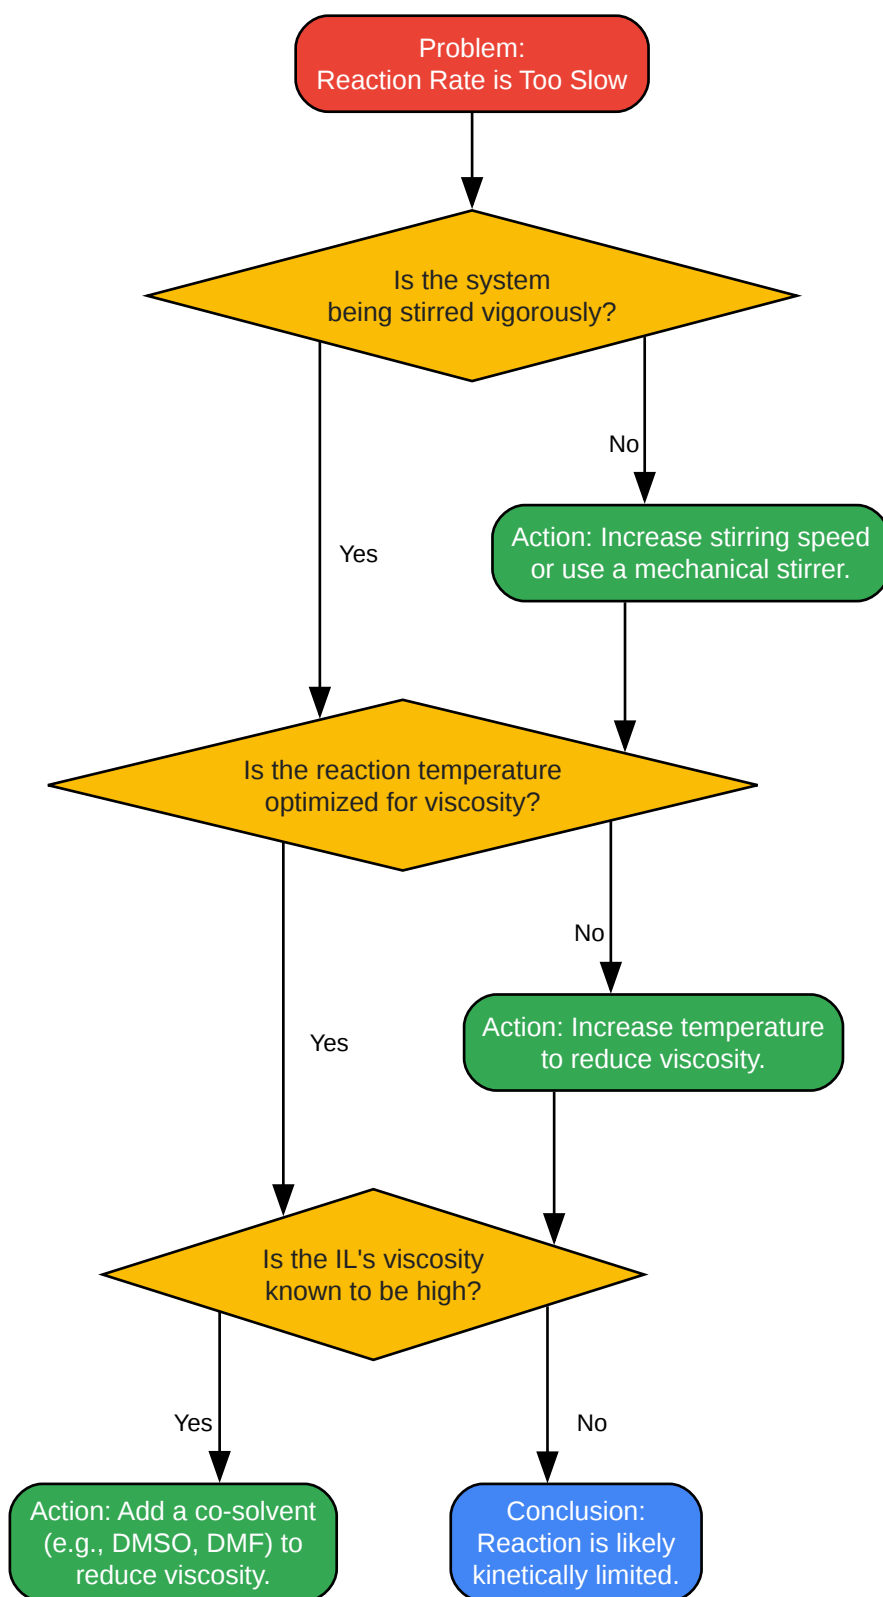 Problem:
Reaction Rate is Too Slow
Is the system
being stirred vigorously?
No
Action: Increase stirring speed
or use a mechanical stirrer.
Yes
Is the reaction temperature
optimized for viscosity?
No
Action: Increase temperature
to reduce viscosity.
Yes
Is the IL's viscosity
known to be high?
Yes
No
Action: Add a co-solvent
(e.g., DMSO, DMF) to
reduce viscosity.
Conclusion:
Reaction is likely
kinetically limited.